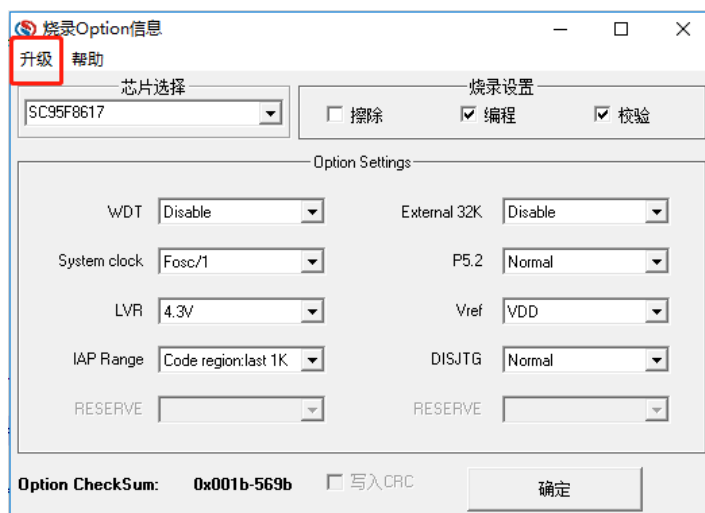 烧录Option信息
升级 帮助
芯片选择
烧录设置
SC95F8617
擦除 编程 校验
Option Settings
WDT Disable External 32K Disable
System clock Fosc/1 P5.2 Normal
LVR 4.3V Vref VDD
IAP Range Code region:last 1K DISJTG Normal
RESERVE RESERVE
Option CheckSum: 0x001b-569b 写入CRC 确定